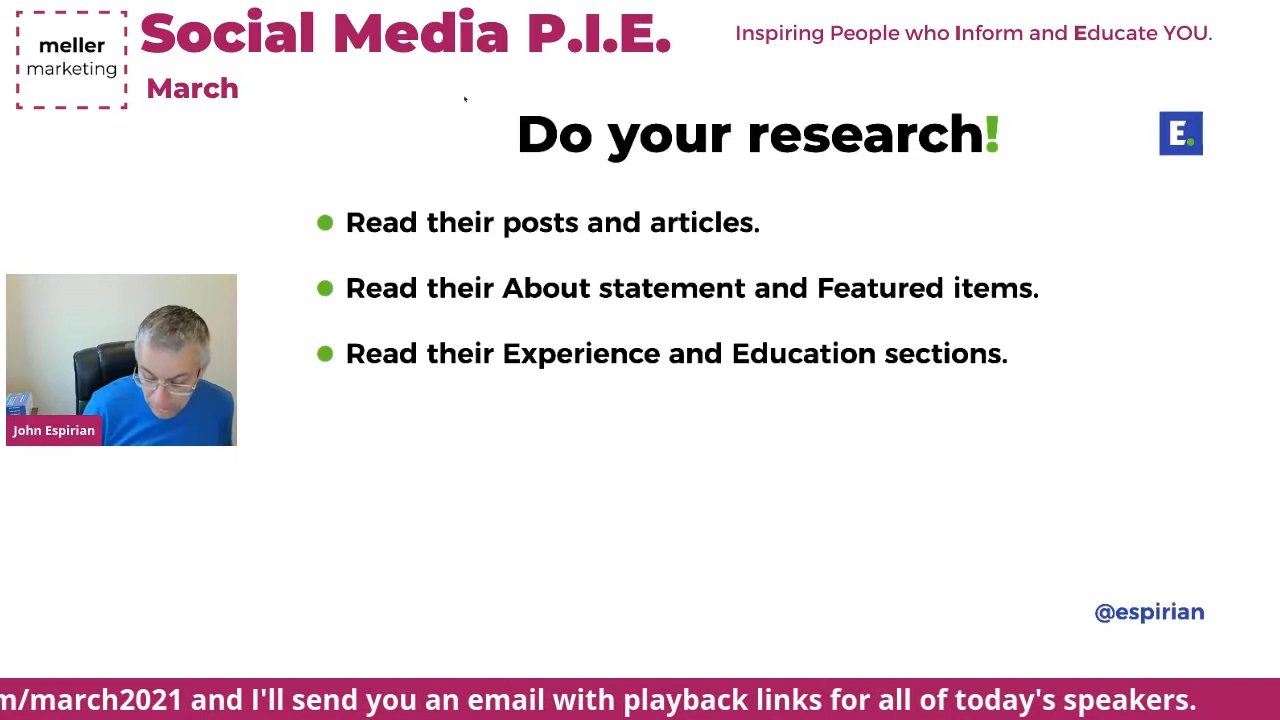 meller
marketing
Social Media P.I.E.
March
Inspiring People who Inform and Educate YOU.
Do your research!
E.
Read their posts and articles.
Read their About statement and Featured items.
Read their Experience and Education sections.
John Espirian
@espirian
m/march2021 and I'll send you an email with playback links for all of today's speakers.